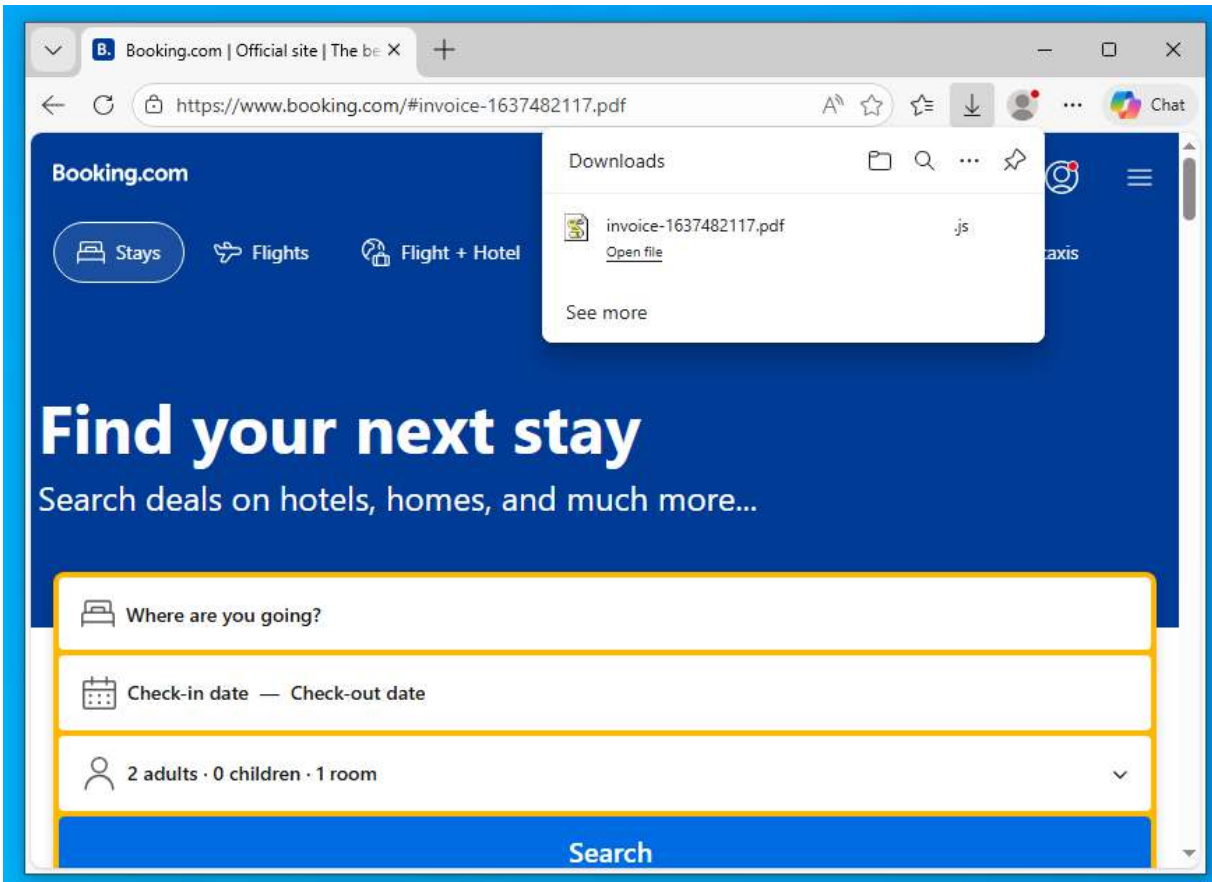 B. Booking.com | Official site | The be
https://www.booking.com/#invoice-1637482117.pdf
Chat
Downloads
Booking.com
invoice-1637482117.pdf .js
Open file
Stays
Flights
Flight + Hotel
axis
See more
Find your next stay
Search deals on hotels, homes, and much more...
Where are you going?
Check-in date — Check-out date
2 adults · 0 children · 1 room
Search